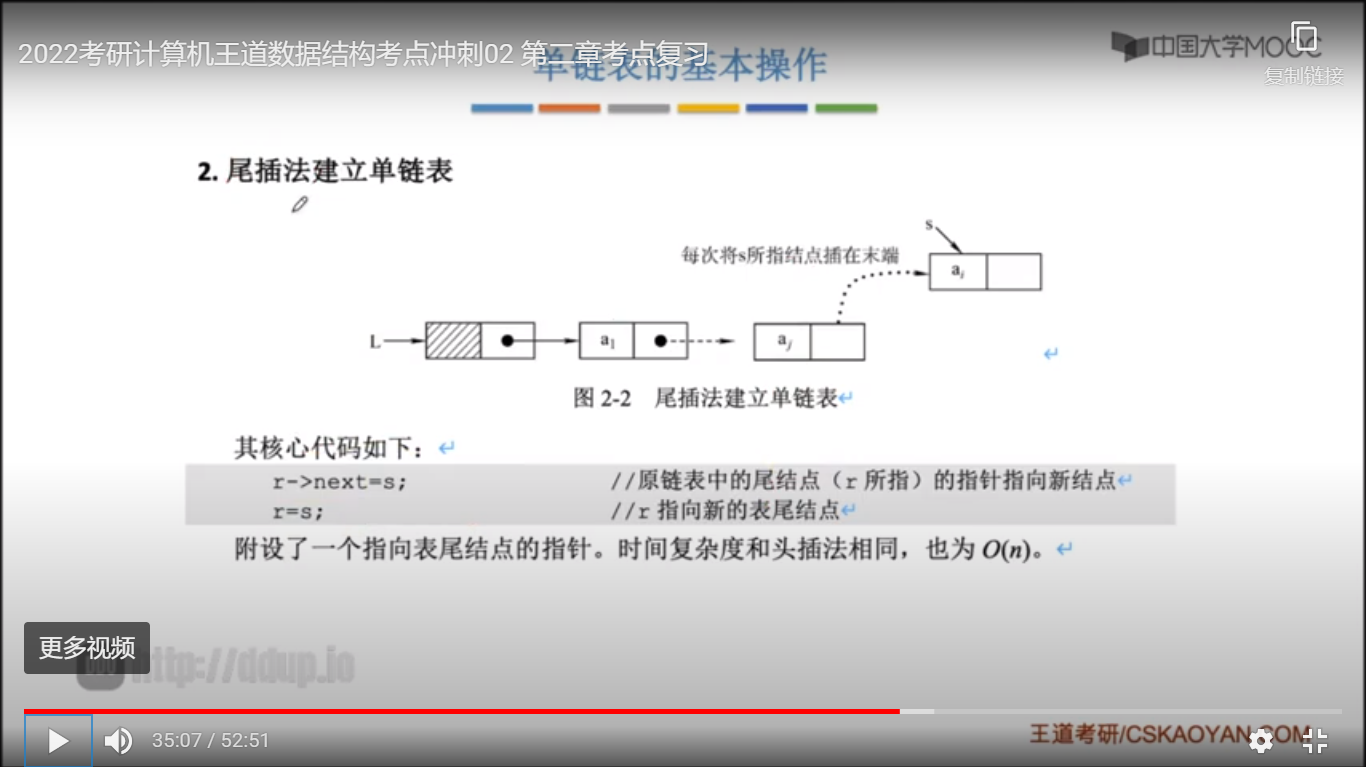 2022考研计算机王道数据结构考点冲刺02 第二章考点复习
单链表的基本操作
中国大学MOOC
复制链接
2. 尾插法建立单链表
s
每次将s所指结点插在末端
aᵢ
L
a₁
aⱼ
图 2-2 尾插法建立单链表
其核心代码如下：
r->next=s; //原链表中的尾结点（r 所指）的指针指向新结点
r=s; //r 指向新的表尾结点
附设了一个指向表尾结点的指针。时间复杂度和头插法相同，也为 O(n)。
更多视频
http://ddup.io
35:07 / 52:51
王道考研/CSKAOYAN.COM